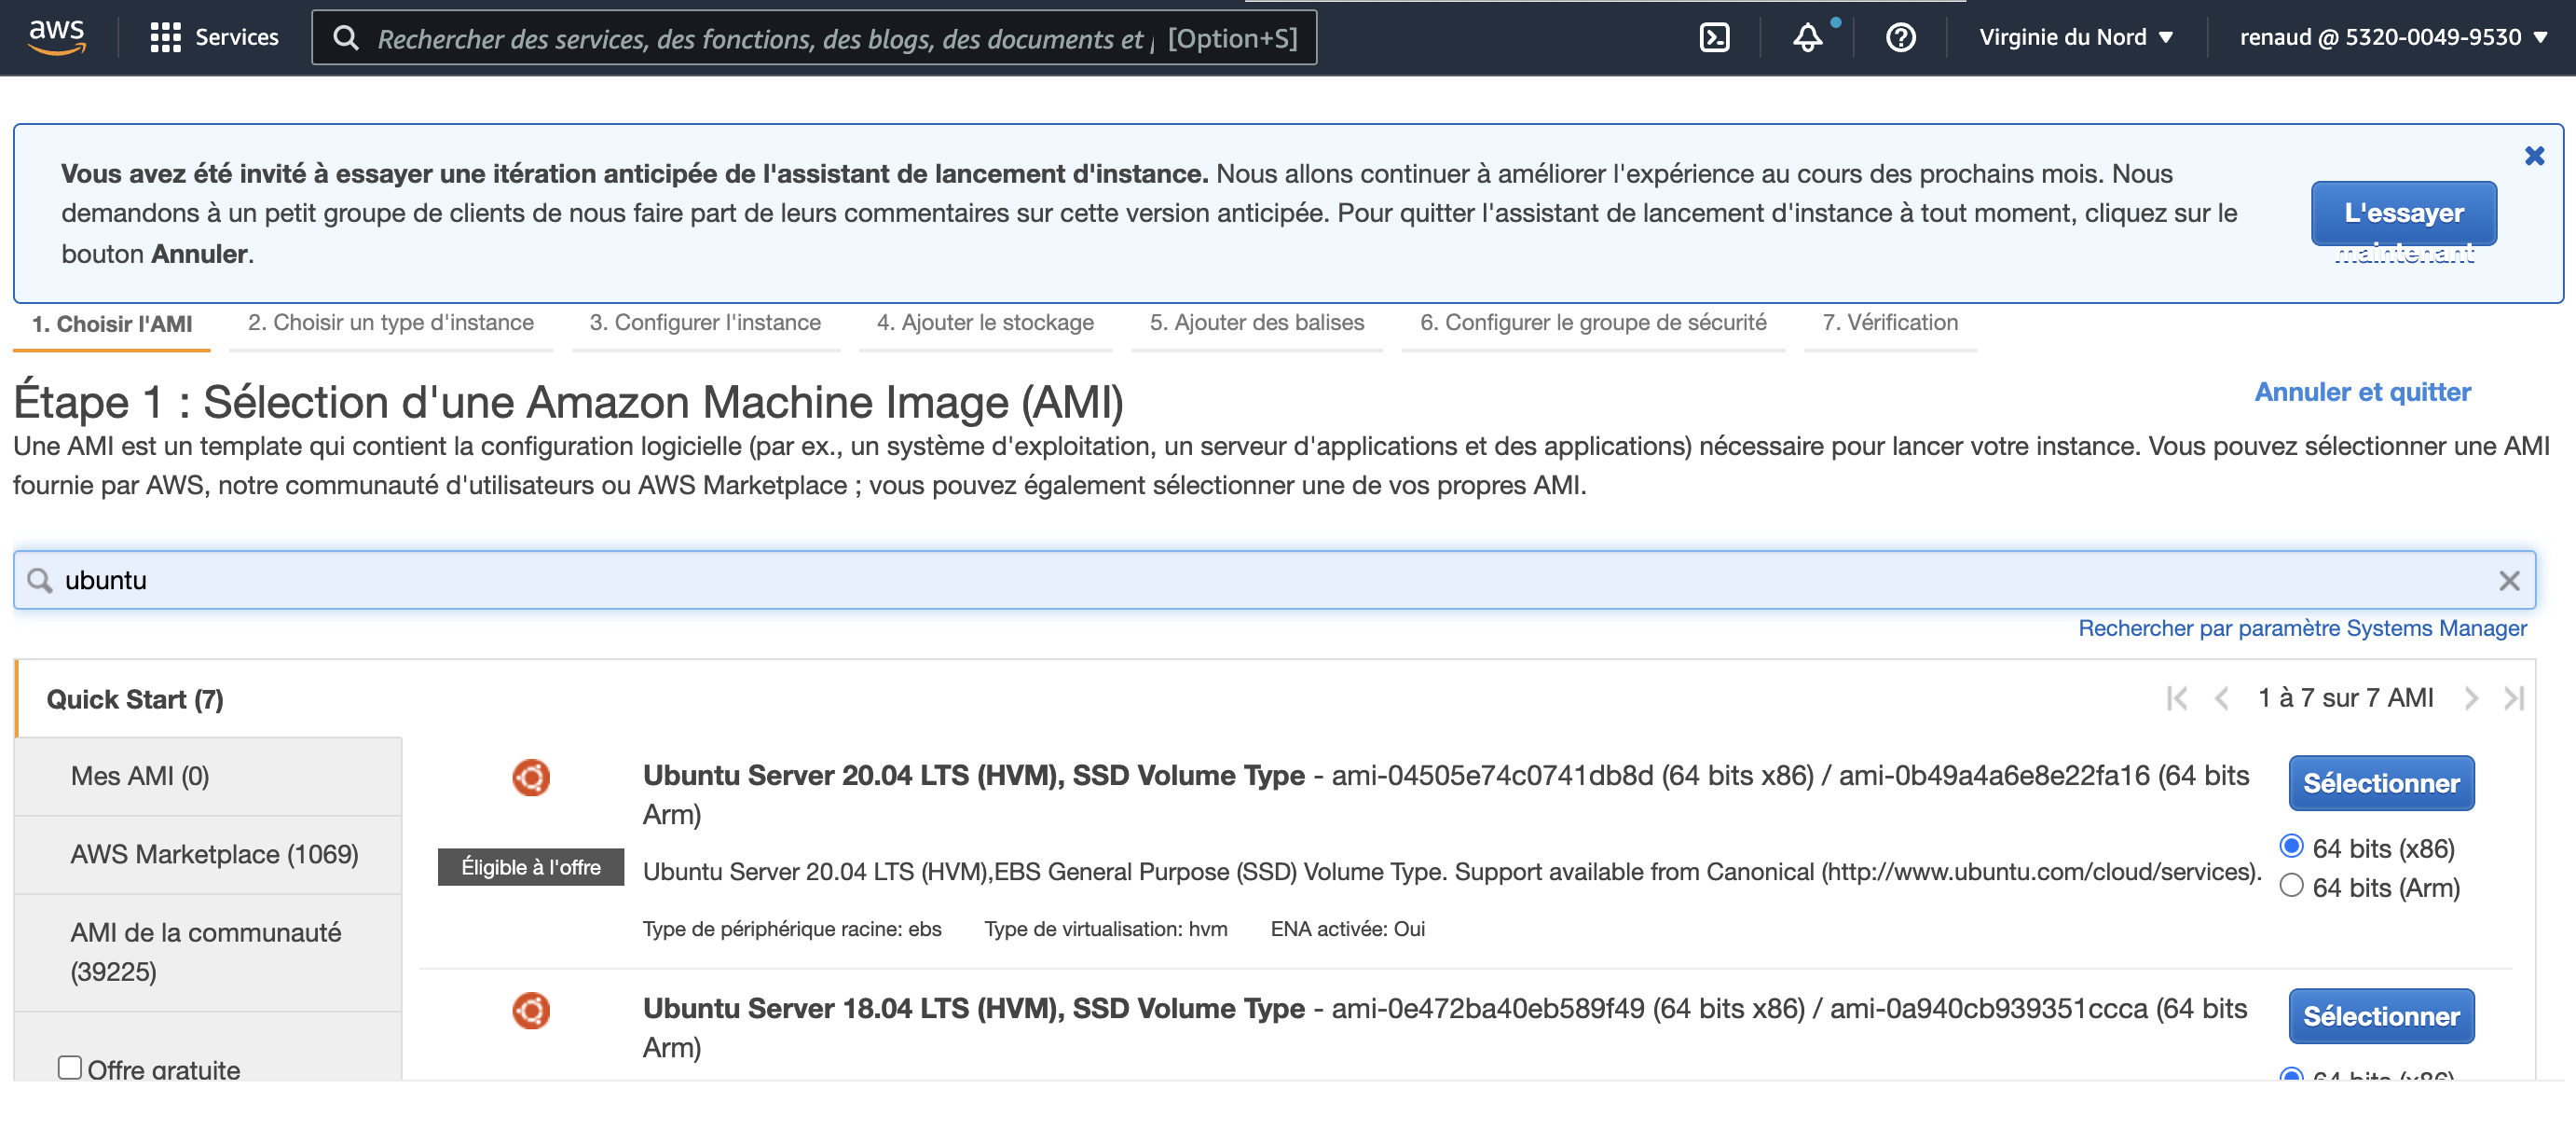 aws
Services
Rechercher des services, des fonctions, des blogs, des documents et [Option+S]
Virginie du Nord
renaud @ 5320-0049-9530
Vous avez été invité à essayer une itération anticipée de l'assistant de lancement d'instance. Nous allons continuer à améliorer l'expérience au cours des prochains mois. Nous
demandons à un petit groupe de clients de nous faire part de leurs commentaires sur cette version anticipée. Pour quitter l'assistant de lancement d'instance à tout moment, cliquez sur le
bouton Annuler.
L'essayer
maintenant
1. Choisir l'AMI
2. Choisir un type d'instance
3. Configurer l'instance
4. Ajouter le stockage
5. Ajouter des balises
6. Configurer le groupe de sécurité
7. Vérification
Étape 1 : Sélection d'une Amazon Machine Image (AMI)
Annuler et quitter
Une AMI est un template qui contient la configuration logicielle (par ex., un système d'exploitation, un serveur d'applications et des applications) nécessaire pour lancer votre instance. Vous pouvez sélectionner une AMI
fournie par AWS, notre communauté d'utilisateurs ou AWS Marketplace ; vous pouvez également sélectionner une de vos propres AMI.
ubuntu
Rechercher par paramètre Systems Manager
Quick Start (7)
1 à 7 sur 7 AMI
Mes AMI (0)
AWS Marketplace (1069)
AMI de la communauté
(39225)
Offre gratuite
Ubuntu Server 20.04 LTS (HVM), SSD Volume Type - ami-04505e74c0741db8d (64 bits x86) / ami-0b49a4a6e8e22fa16 (64 bits
Arm)
Éligible à l'offre
Ubuntu Server 20.04 LTS (HVM),EBS General Purpose (SSD) Volume Type. Support available from Canonical (http://www.ubuntu.com/cloud/services).
Type de périphérique racine: ebs
Type de virtualisation: hvm
ENA activée: Oui
Sélectionner
64 bits (x86)
64 bits (Arm)
Ubuntu Server 18.04 LTS (HVM), SSD Volume Type - ami-0e472ba40eb589f49 (64 bits x86) / ami-0a940cb939351ccca (64 bits
Arm)
Sélectionner
64 bits (x86)